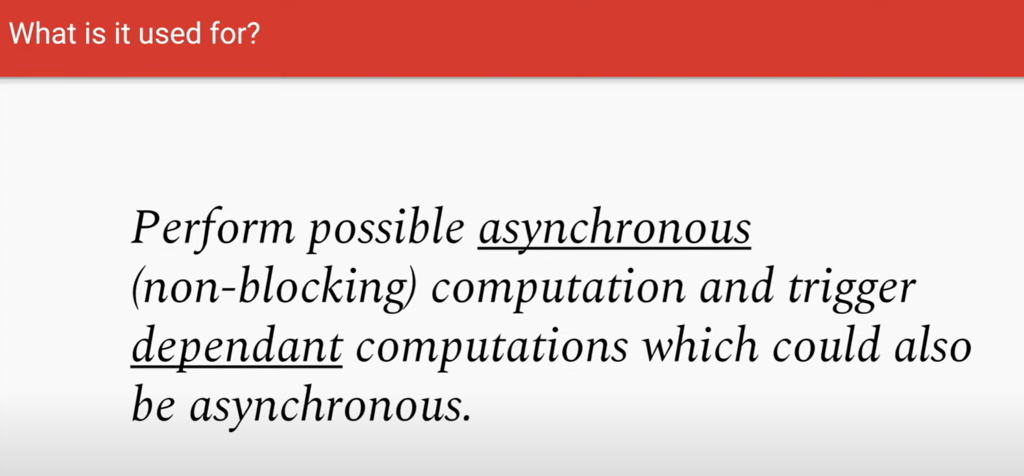 What is it used for?
Perform possible asynchronous
(non-blocking) computation and trigger
dependant computations which could also
be asynchronous.